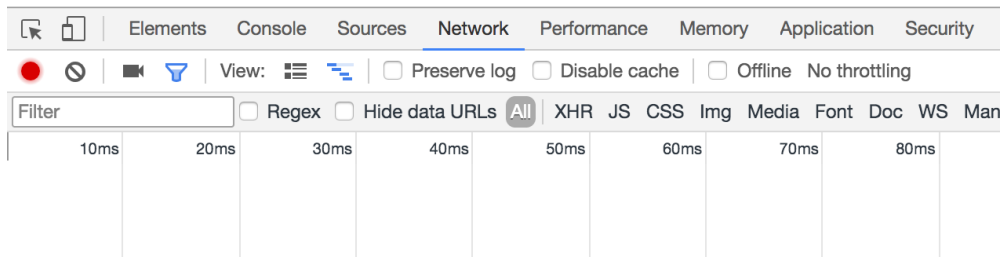 Elements Console Sources Network Performance Memory Application Security
View: Preserve log Disable cache Offline No throttling
Filter Regex Hide data URLs All XHR JS CSS Img Media Font Doc WS Man
10ms 20ms 30ms 40ms 50ms 60ms 70ms 80ms